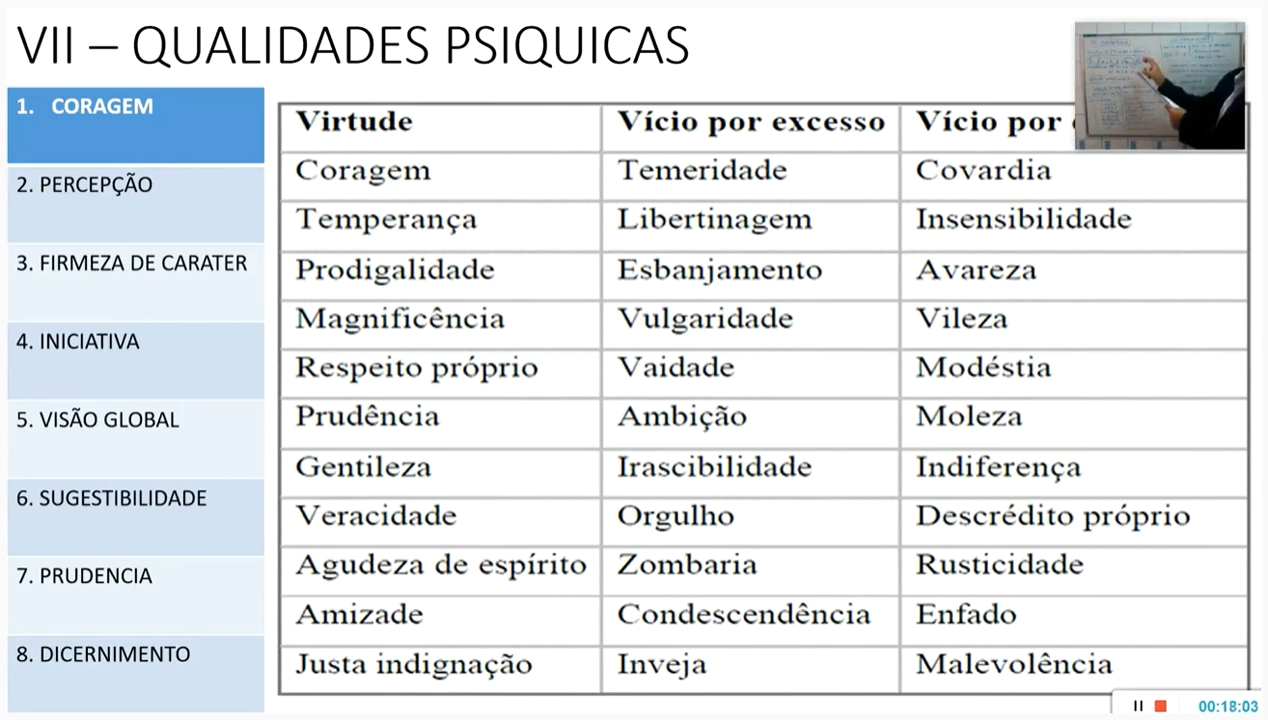 VII – QUALIDADES PSIQUICAS
1. CORAGEM
2. PERCEPÇÃO
3. FIRMEZA DE CARATER
4. INICIATIVA
5. VISÃO GLOBAL
6. SUGESTIBILIDADE
7. PRUDENCIA
8. DICERNIMENTO
Virtude Vício por excesso Vício por
Coragem Temeridade Covardia
Temperança Libertinagem Insensibilidade
Prodigalidade Esbanjamento Avareza
Magnificência Vulgaridade Vileza
Respeito próprio Vaidade Modéstia
Prudência Ambição Moleza
Gentileza Irascibilidade Indiferença
Veracidade Orgulho Descrédito próprio
Agudeza de espírito Zombaria Rusticidade
Amizade Condescendência Enfado
Justa indignação Inveja Malevolência
00:18:03